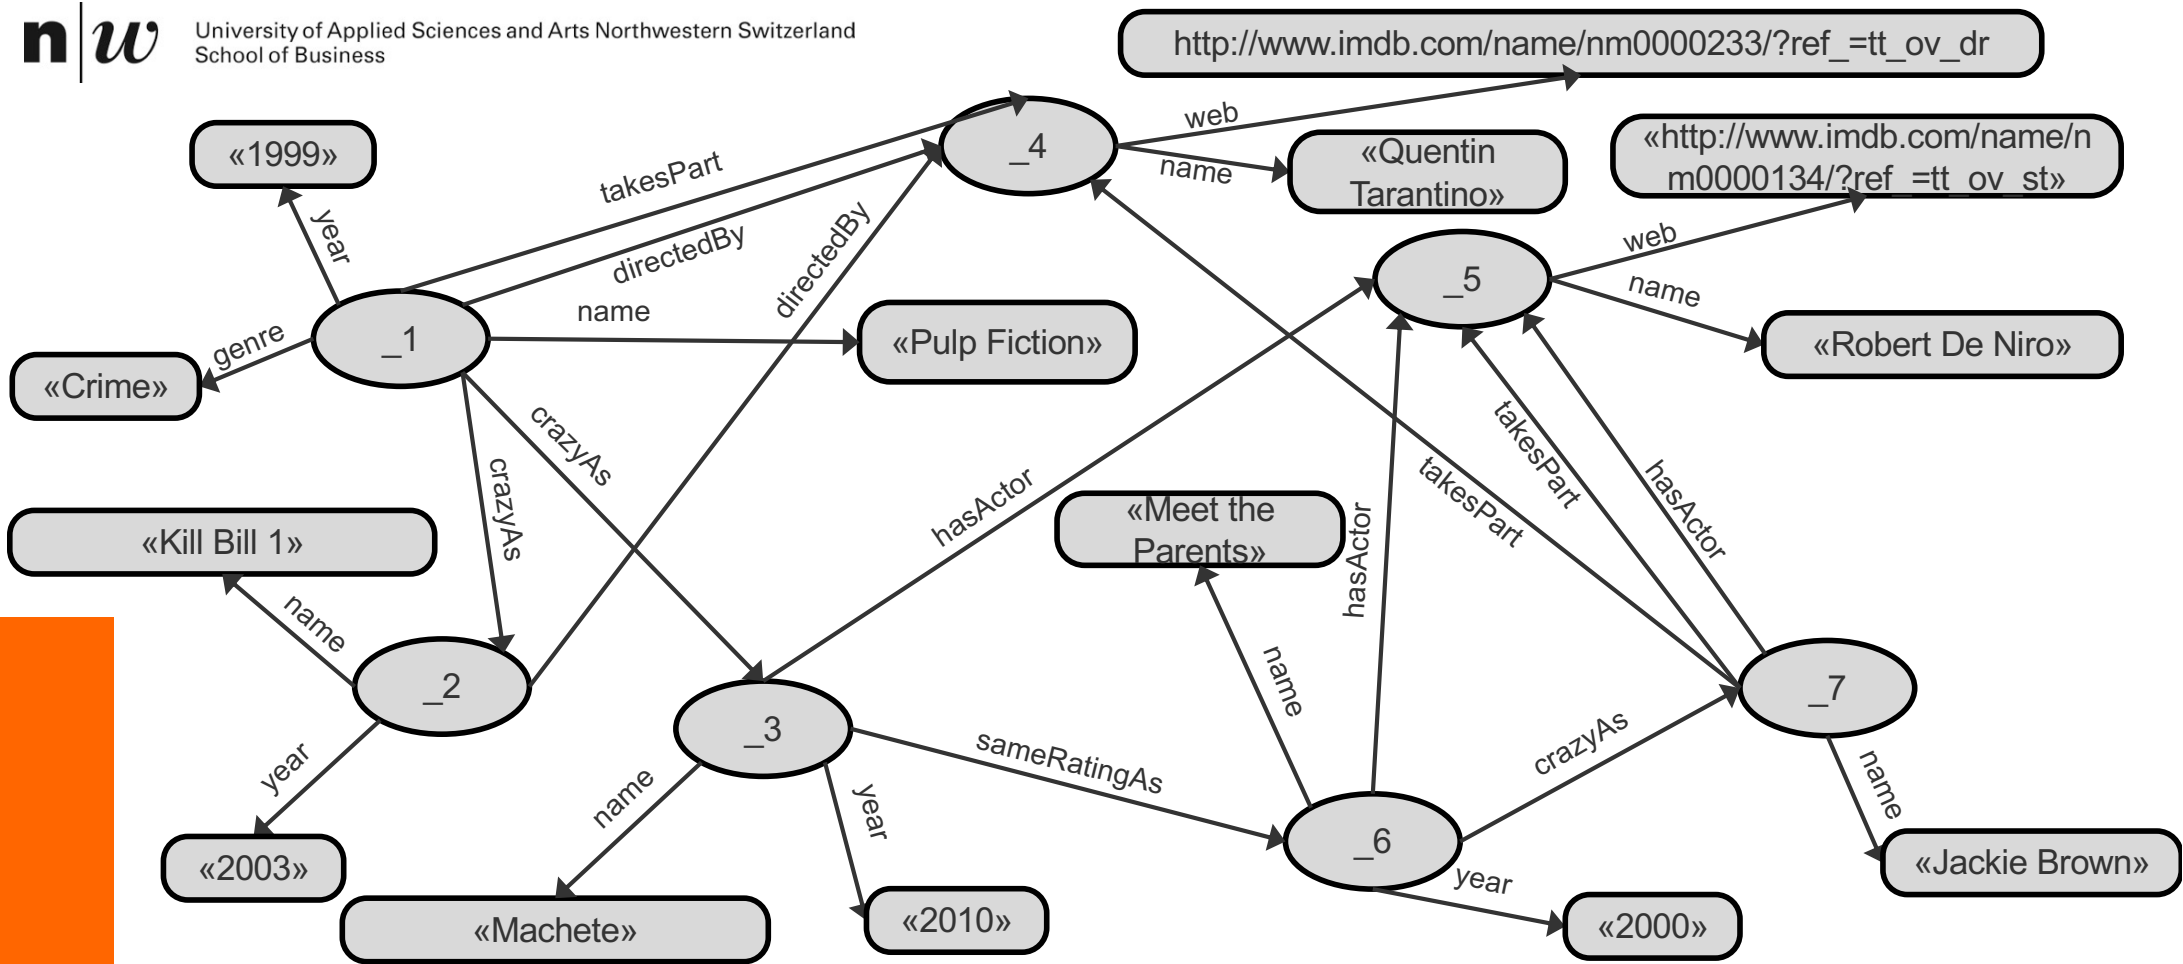 n w
University of Applied Sciences and Arts Northwestern Switzerland
School of Business
http://www.imdb.com/name/nm0000233/?ref_=tt_ov_dr
_4
web
name
«Quentin
Tarantino»
«http://www.imdb.com/name/n
m0000134/?ref_=tt_ov_st»
«1999»
takesPart
year
directedBy
directedBy
_5
web
name
_1
name
«Pulp Fiction»
«Robert De Niro»
genre
«Crime»
crazyAs
crazyAs
takesPart
takesPart
hasActor
hasActor
hasActor
«Meet the
Parents»
«Kill Bill 1»
name
_2
name
_7
_3
sameRatingAs
crazyAs
year
name
year
name
_6
year
«2003»
«Jackie Brown»
«Machete»
«2010»
«2000»